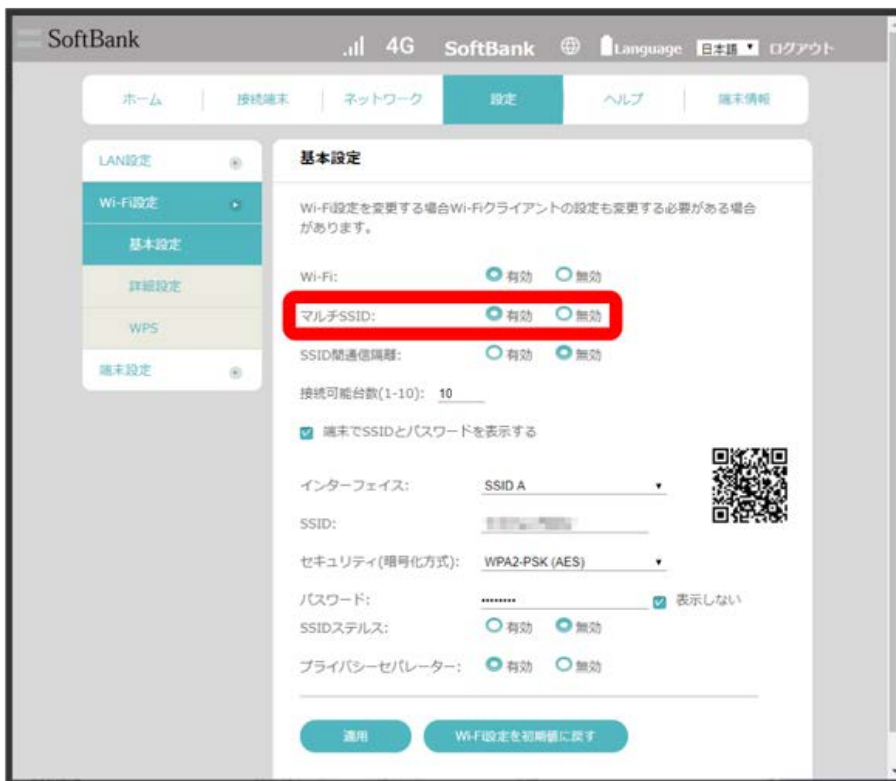 SoftBank
4G SoftBank Language 日本語 ログアウト
ホーム 接続端末 ネットワーク 設定 ヘルプ 端末情報
LAN設定
Wi-Fi設定
基本設定
詳細設定
WPS
端末設定
基本設定
Wi-Fi設定を変更する場合Wi-Fiクライアントの設定も変更する必要がある場合
があります。
Wi-Fi: 有効 無効
マルチSSID: 有効 無効
SSID間通信隔離: 有効 無効
接続可能台数(1-10): 10
端末でSSIDとパスワードを表示する
インターフェイス: SSID A
SSID:
セキュリティ(暗号化方式): WPA2-PSK (AES)
パスワード: •••••••• 表示しない
SSIDステルス: 有効 無効
プライバシーセパレーター: 有効 無効
適用 Wi-Fi設定を初期値に戻す